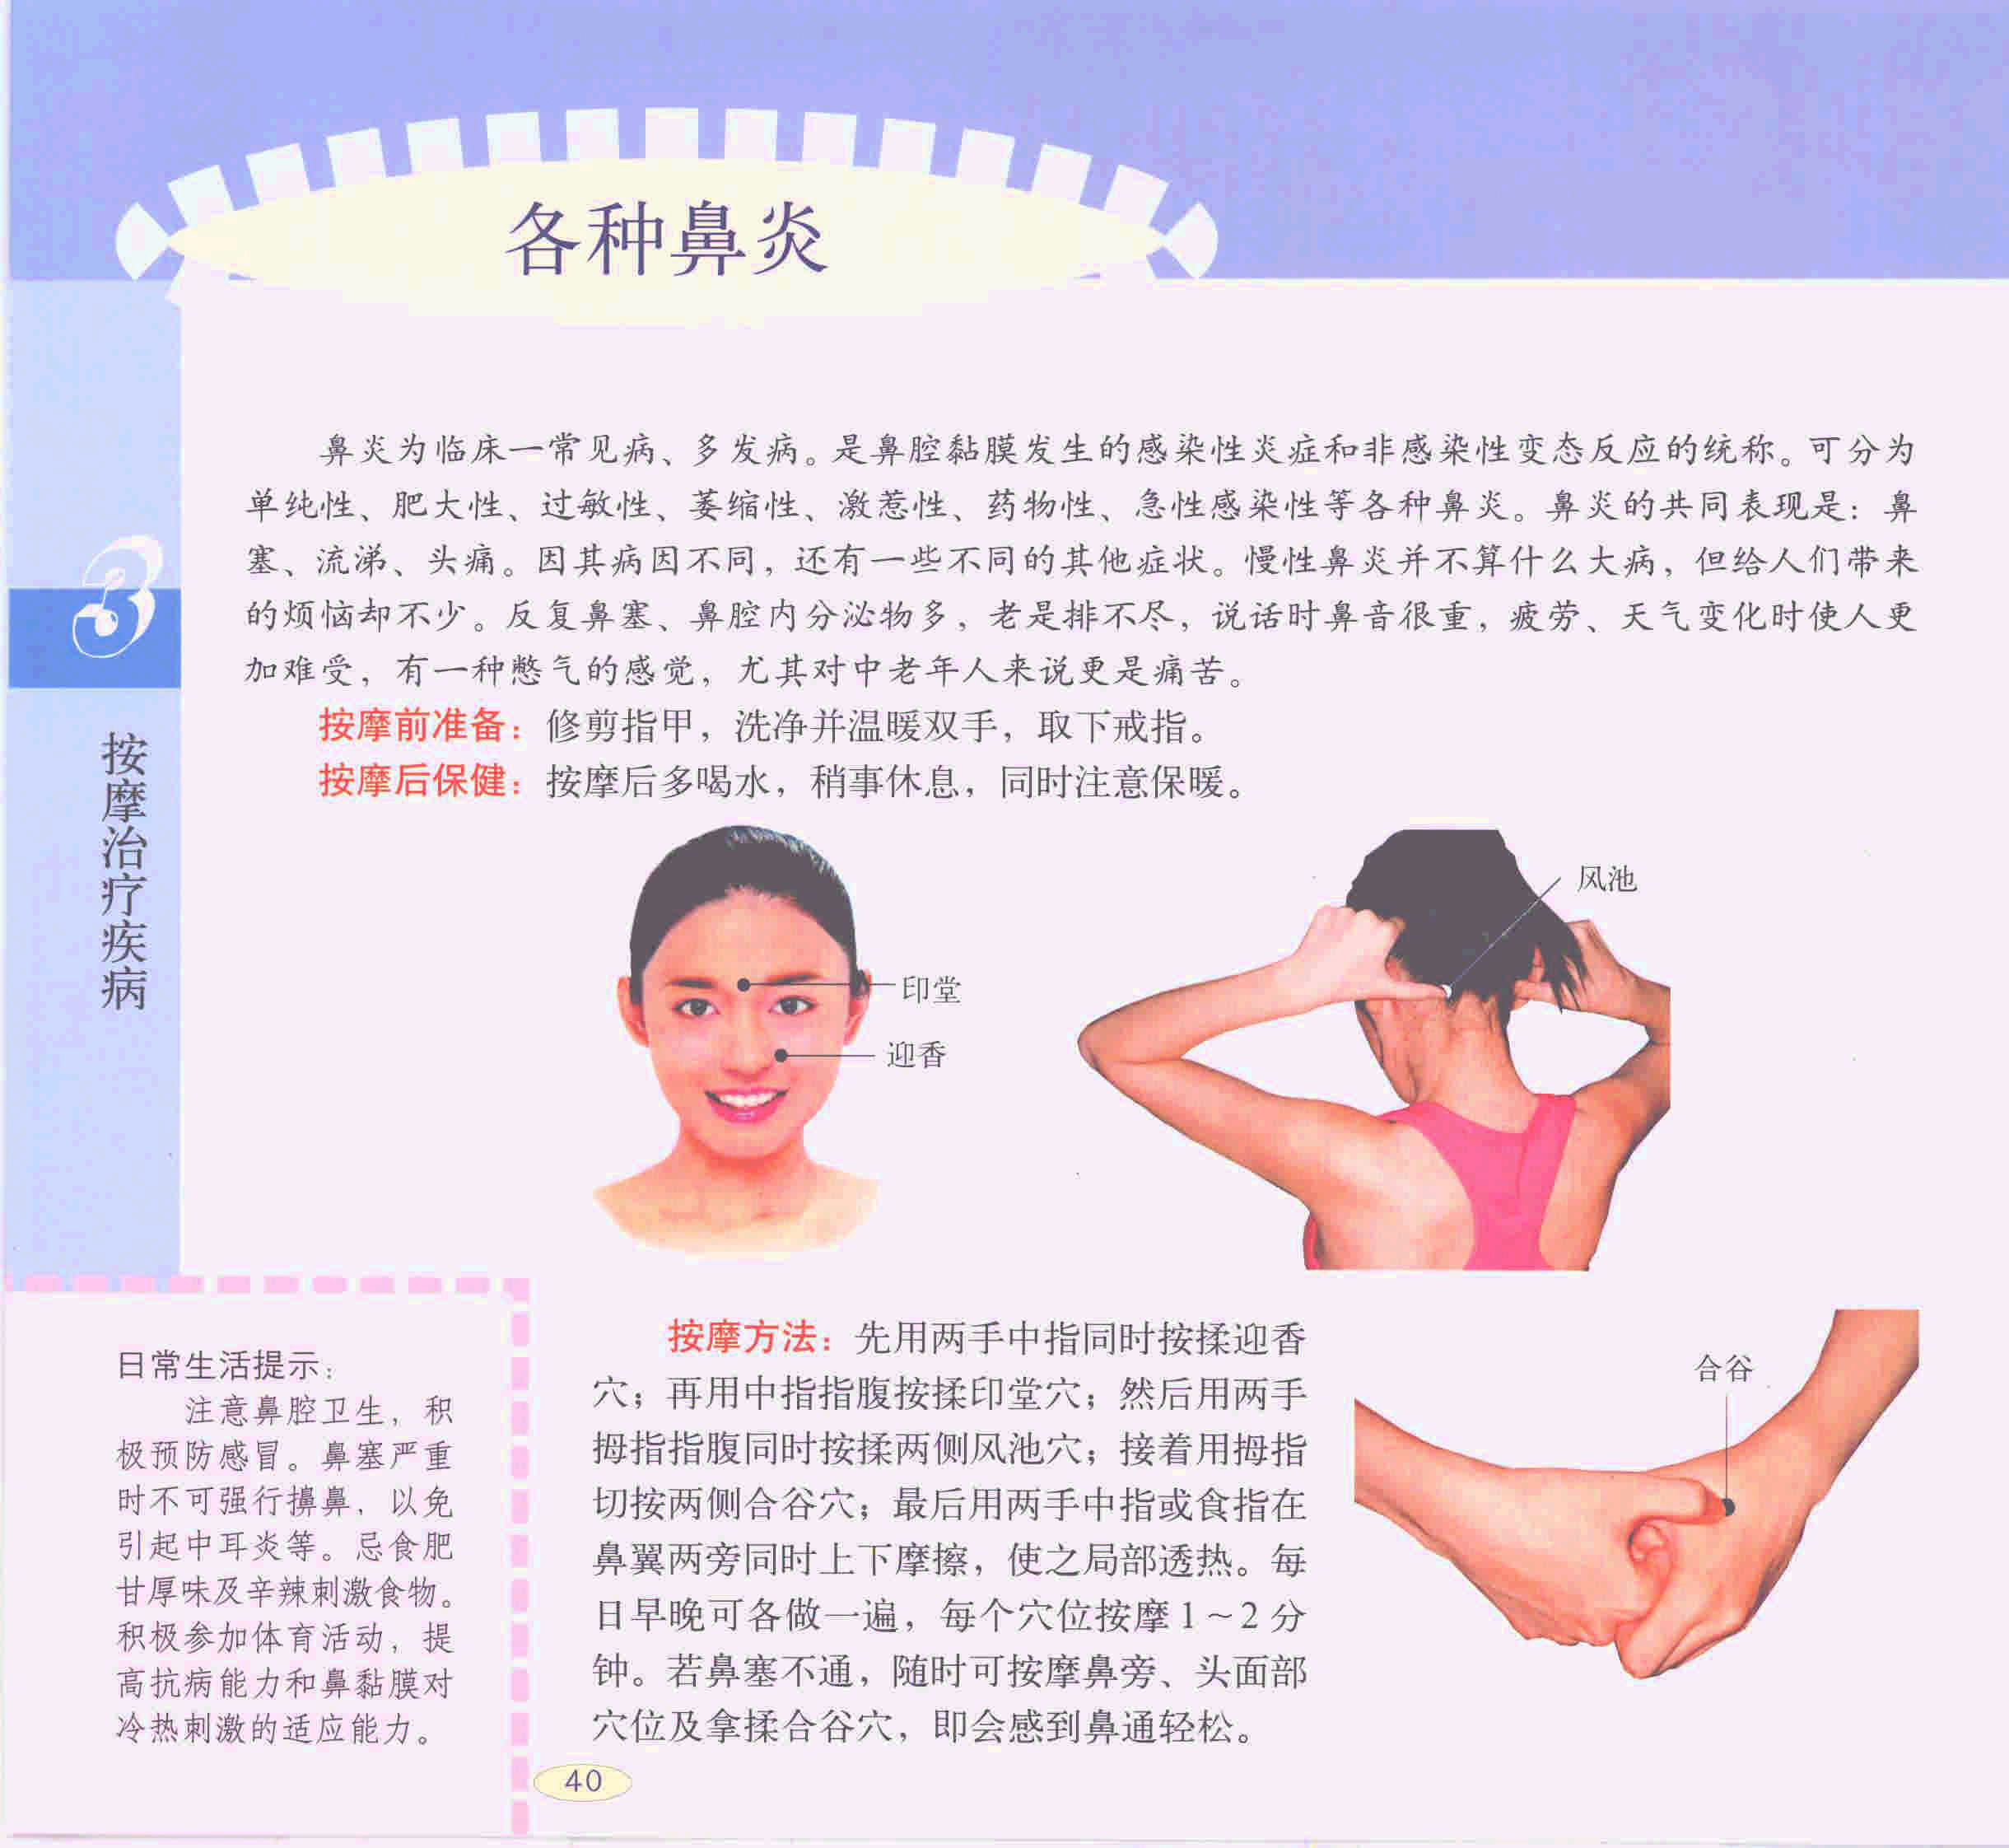 各种鼻炎
鼻炎为临床一常见病、多发病。是鼻腔黏膜发生的感染性炎症和非感染性变态反应的统称。可分为
单纯性、肥大性、过敏性、萎缩性、激惹性、药物性、急性感染性等各种鼻炎。鼻炎的共同表现是：鼻
塞、流涕、头痛。因其病因不同，还有一些不同的其他症状。慢性鼻炎并不算什么大病，但给人们带来
的烦恼却不少。反复鼻塞、鼻腔内分泌物多，老是排不尽，说话时鼻音很重，疲劳、天气变化时使人更
加难受，有一种憋气的感觉，尤其对中老年人来说更是痛苦。
按摩前准备：修剪指甲，洗净并温暖双手，取下戒指。
按摩后保健：按摩后多喝水，稍事休息，同时注意保暖。
3
按摩治疗疾病
印堂
迎香
风池
日常生活提示：
注意鼻腔卫生，积
极预防感冒。鼻塞严重
时不可强行擤鼻，以免
引起中耳炎等。忌食肥
甘厚味及辛辣刺激食物。
积极参加体育活动，提
高抗病能力和鼻黏膜对
冷热刺激的适应能力。
按摩方法：先用两手中指同时按揉迎香
穴；再用中指指腹按揉印堂穴；然后用两手
拇指指腹同时按揉两侧风池穴；接着用拇指
切按两侧合谷穴；最后用两手中指或食指在
鼻翼两旁同时上下摩擦，使之局部透热。每
日早晚可各做一遍，每个穴位按摩1～2分
钟。若鼻塞不通，随时可按摩鼻旁、头面部
穴位及拿揉合谷穴，即会感到鼻通轻松。
合谷
40